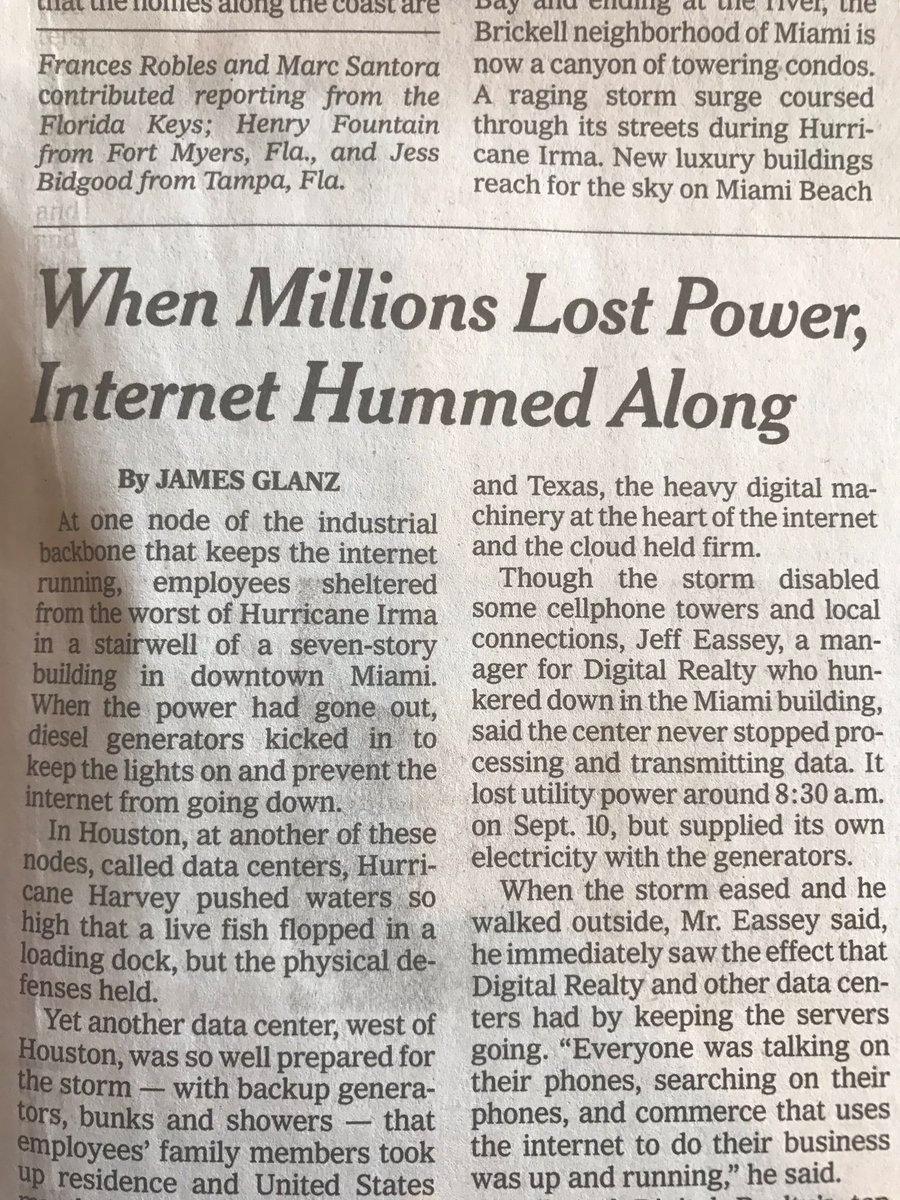 that the homes along the coast are
Frances Robles and Marc Santora
contributed reporting from the
Florida Keys; Henry Fountain
from Fort Myers, Fla., and Jess
Bidgood from Tampa, Fla.
Bay and ending at the river, the
Brickell neighborhood of Miami is
now a canyon of towering condos.
A raging storm surge coursed
through its streets during Hurri-
cane Irma. New luxury buildings
reach for the sky on Miami Beach
When Millions Lost Power,
Internet Hummed Along
By JAMES GLANZ
At one node of the industrial
backbone that keeps the internet
running, employees sheltered
from the worst of Hurricane Irma
in a stairwell of a seven-story
building in downtown Miami.
When the power had gone out,
diesel generators kicked in to
keep the lights on and prevent the
internet from going down.
In Houston, at another of these
nodes, called data centers, Hurri-
cane Harvey pushed waters so
high that a live fish flopped in a
loading dock, but the physical de-
fenses held.
Yet another data center, west of
Houston, was so well prepared for
the storm — with backup genera-
tors, bunks and showers — that
employees' family members took
up residence and United States
and Texas, the heavy digital ma-
chinery at the heart of the internet
and the cloud held firm.
Though the storm disabled
some cellphone towers and local
connections, Jeff Eassey, a man-
ager for Digital Realty who hun-
kered down in the Miami building,
said the center never stopped pro-
cessing and transmitting data. It
lost utility power around 8:30 a.m.
on Sept. 10, but supplied its own
electricity with the generators.
When the storm eased and he
walked outside, Mr. Eassey said,
he immediately saw the effect that
Digital Realty and other data cen-
ters had by keeping the servers
going. “Everyone was talking on
their phones, searching on their
phones, and commerce that uses
the internet to do their business
was up and running,” he said.